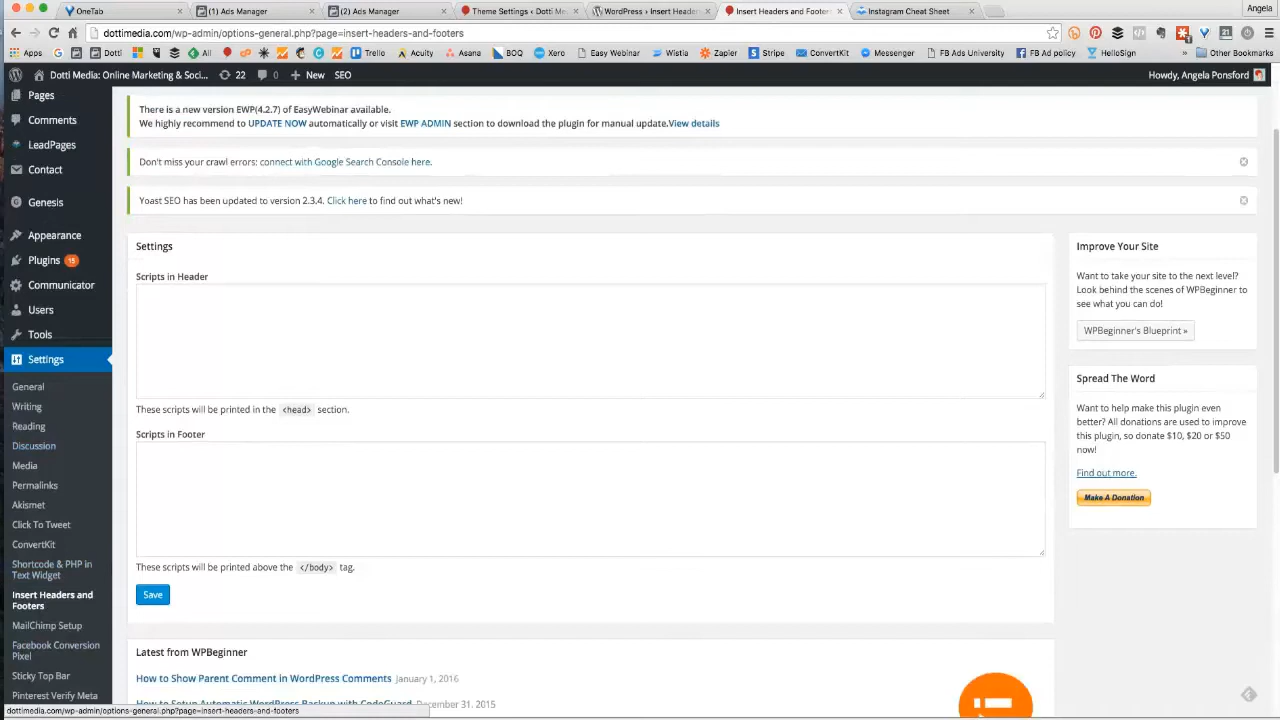 OneTab
(1) Ads Manager
(2) Ads Manager
Theme Settings ‹ Dotti Med
WordPress › Insert Headers
Insert Headers and Footers
Instagram Cheat Sheet
Angela
dottimedia.com/wp-admin/options-general.php?page=insert-headers-and-footers
Apps
Dotti
All
Trello
Acuity
Asana
BOQ
Xero
Easy Webinar
Wistia
Zapier
Stripe
ConvertKit
Messenger
FB Ads University
FB Ad policy
HelloSign
»
Other Bookmarks
Dotti Media: Online Marketing & Soci...
22
0
New
SEO
Howdy, Angela Ponsford
Pages
Comments
LeadPages
Contact
Genesis
Appearance
Plugins 15
Communicator
Users
Tools
Settings
General
Writing
Reading
Discussion
Media
Permalinks
Akismet
Click To Tweet
ConvertKit
Shortcode & PHP in
Text Widget
Insert Headers and
Footers
MailChimp Setup
Facebook Conversion
Pixel
Sticky Top Bar
Pinterest Verify Meta
There is a new version EWP(4.2.7) of EasyWebinar available.
We highly recommend to UPDATE NOW automatically or visit EWP ADMIN section to download the plugin for manual update.View details
Don't miss your crawl errors: connect with Google Search Console here.
Yoast SEO has been updated to version 2.3.4. Click here to find out what's new!
Settings
Scripts in Header
These scripts will be printed in the <head> section.
Scripts in Footer
These scripts will be printed above the </body> tag.
Save
Latest from WPBeginner
How to Show Parent Comment in WordPress Comments January 1, 2016
How to Setup Automatic WordPress Backup with CodeGuard December 31, 2015
Improve Your Site
Want to take your site to the next level?
Look behind the scenes of WPBeginner to
see what you can do!
WPBeginner's Blueprint »
Spread The Word
Want to help make this plugin even
better? All donations are used to improve
this plugin, so donate $10, $20 or $50
now!
Find out more.
Make A Donation
dottimedia.com/wp-admin/options-general.php?page=insert-headers-and-footers